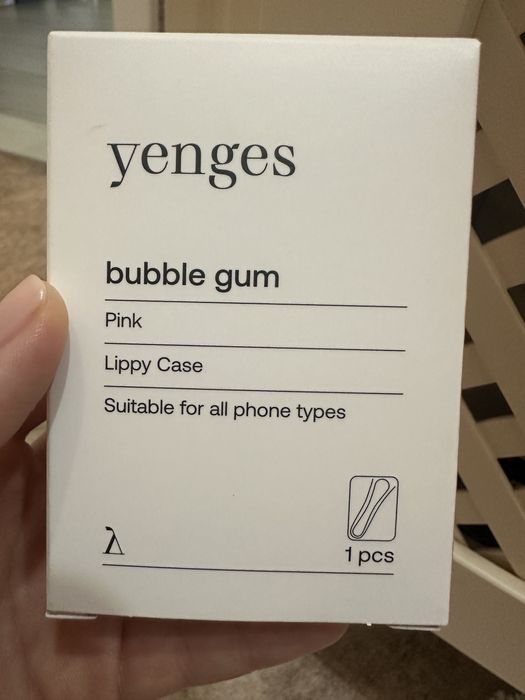 yenges
bubble gum
Pink
Lippy Case
Suitable for all phone types
λ
1 pcs